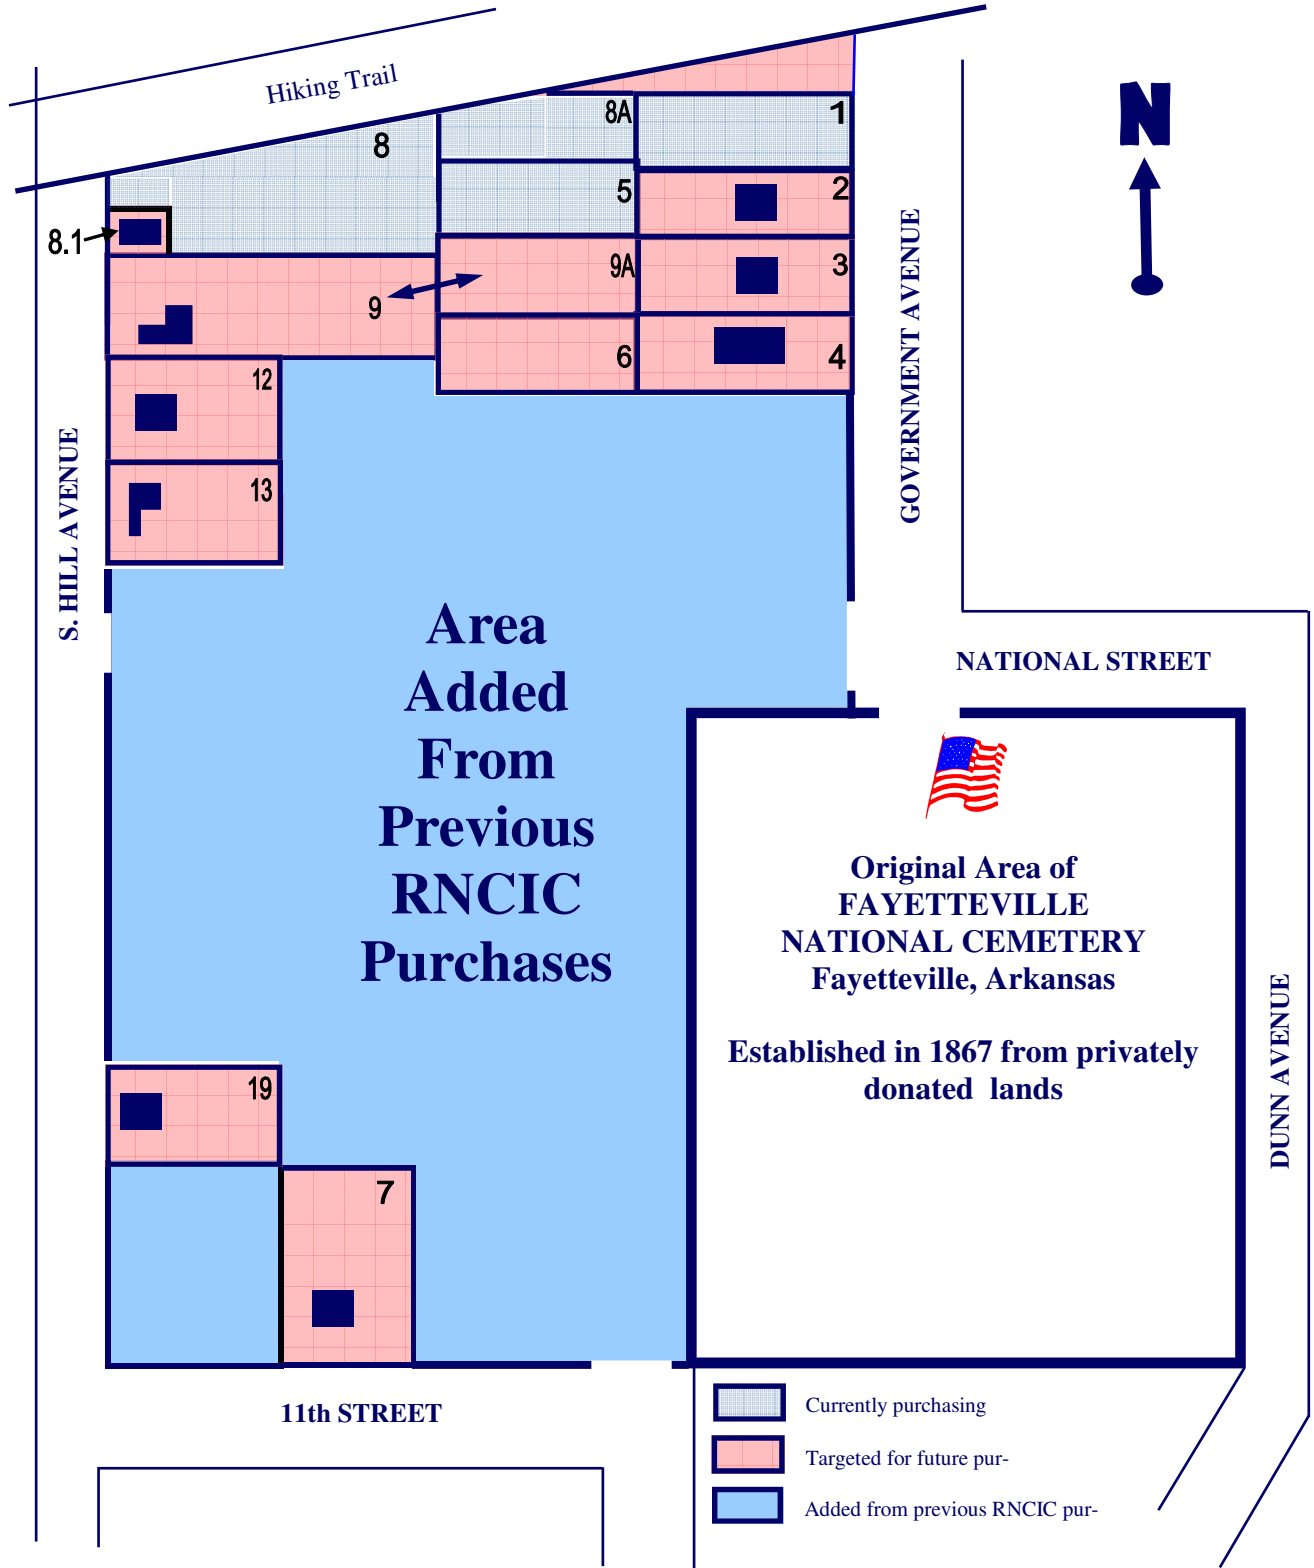 Hiking Trail
N
8
8A
1
5
2
8.1
9A
3
9
6
4
12
13
S. HILL AVENUE
GOVERNMENT AVENUE
NATIONAL STREET
Area
Added
From
Previous
RNCIC
Purchases
Original Area of
FAYETTEVILLE
NATIONAL CEMETERY
Fayetteville, Arkansas
Established in 1867 from privately
donated lands
DUNN AVENUE
19
7
11th STREET
Currently purchasing
Targeted for future pur-
Added from previous RNCIC pur-